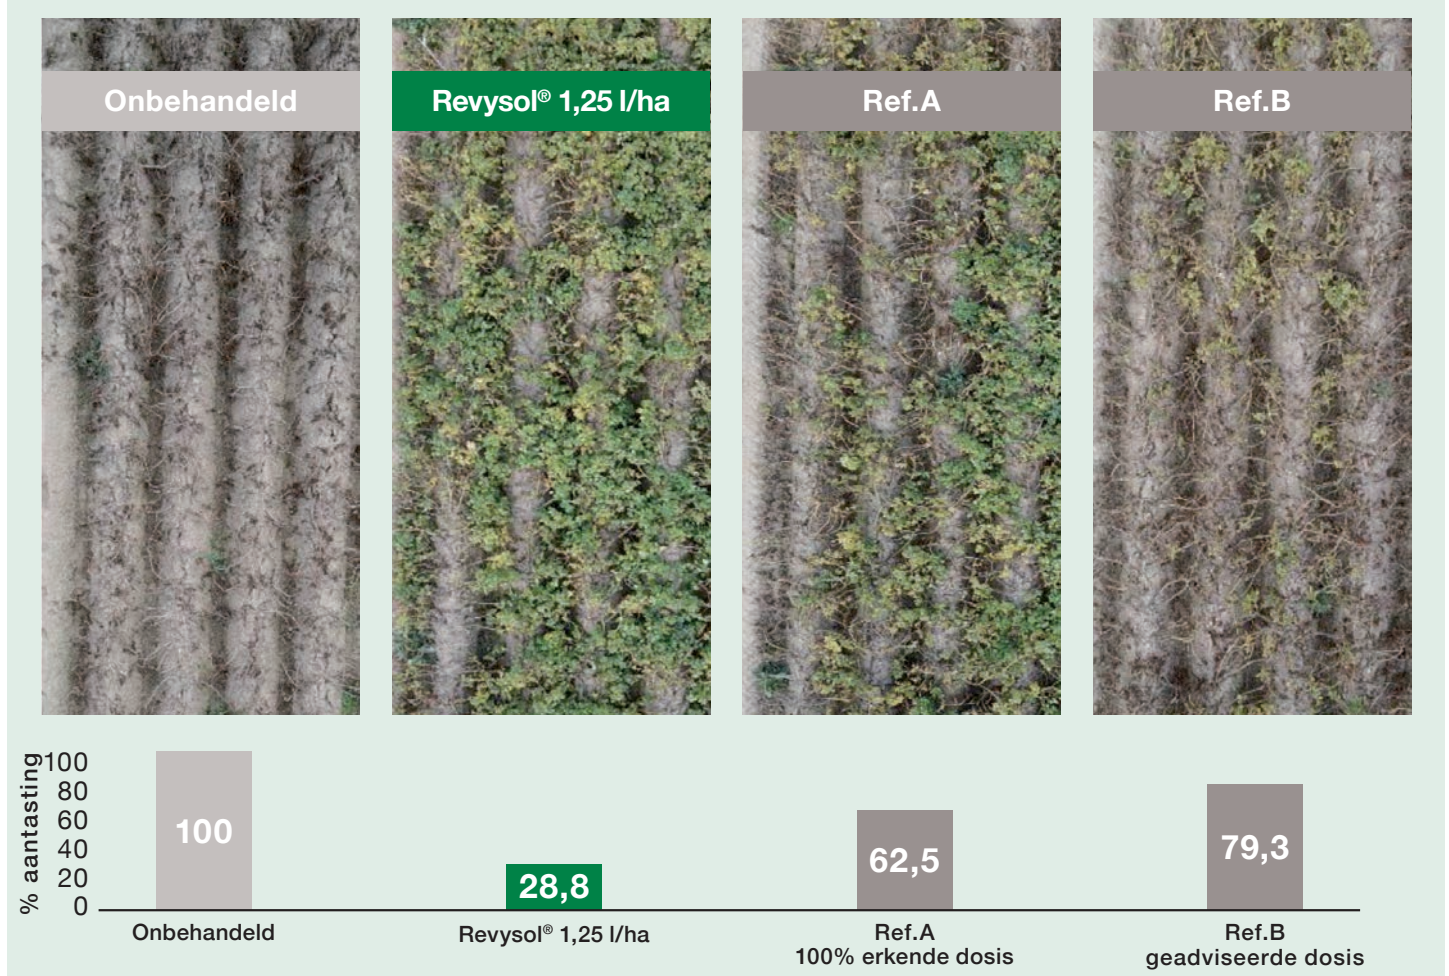 Onbehandeld
Revysol® 1,25 l/ha
Ref.A
Ref.B
% aantasting
100
80
60
40
20
0
100
28,8
62,5
79,3
Onbehandeld
Revysol® 1,25 l/ha
Ref.A
100% erkende dosis
Ref.B
geadviseerde dosis